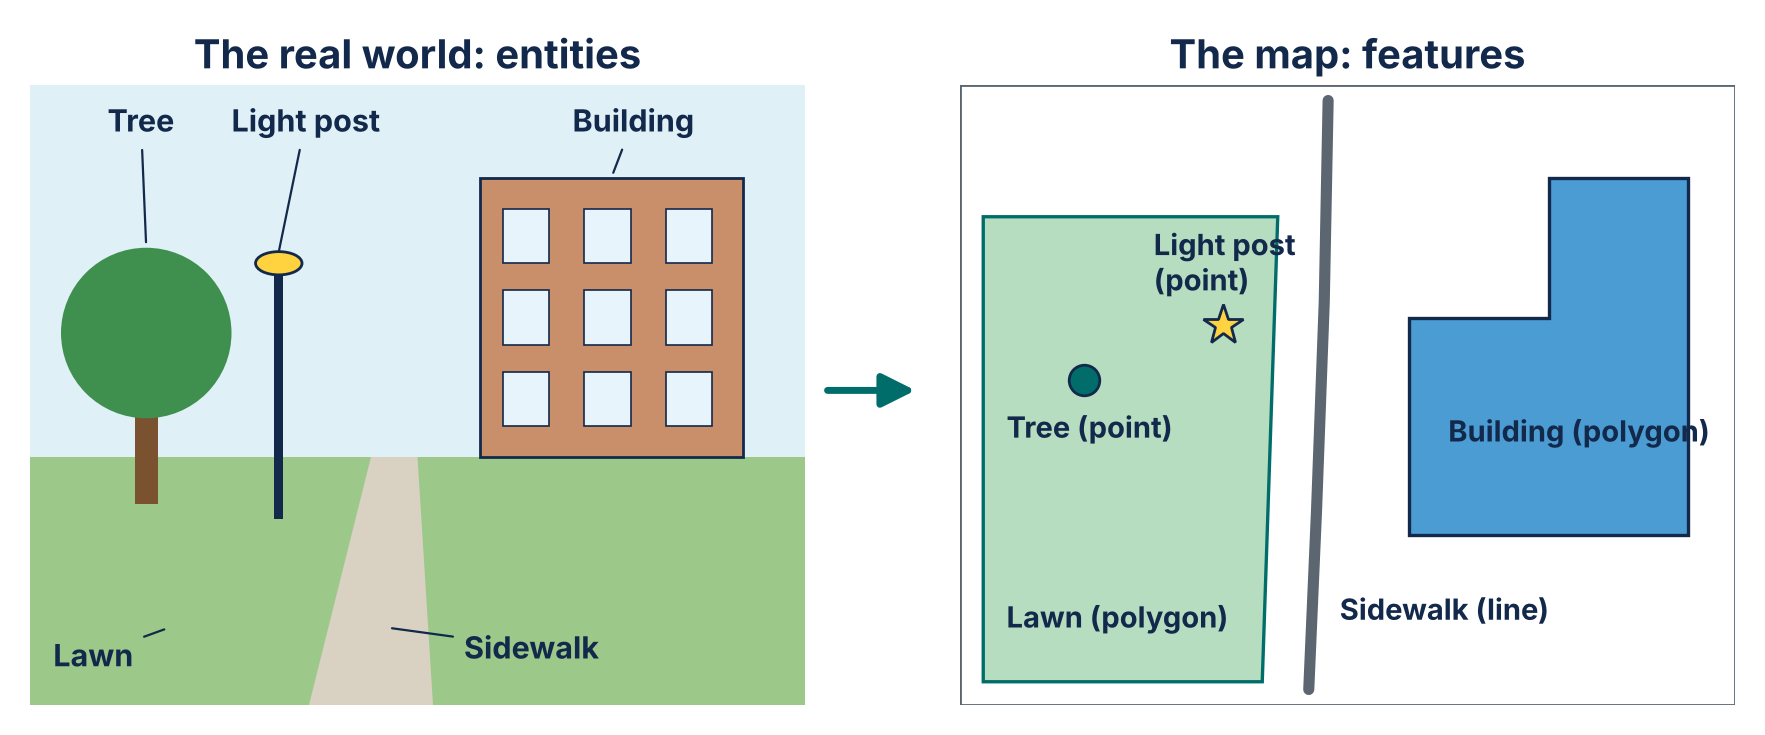 The real world: entities
Tree
Light post
Building
Lawn
Sidewalk
The map: features
Light post
(point)
Tree (point)
Building (polygon)
Lawn (polygon)
Sidewalk (line)